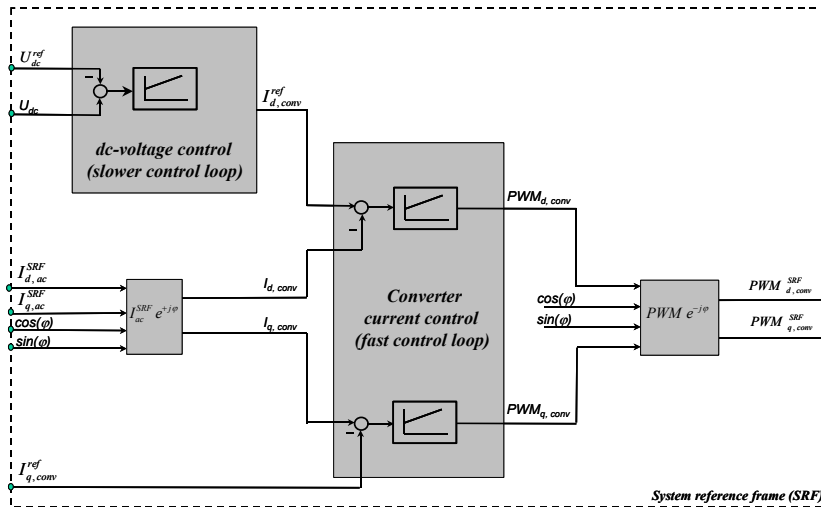 U_dc^ref
−
U_dc
I_d,conv^ref
dc-voltage control
(slower control loop)
PWM_d, conv
−
I_d,ac^SRF
I_q,ac^SRF
cos(φ)
sin(φ)
I_ac^SRF e^+jφ
I_d, conv
I_q, conv
Converter
current control
(fast control loop)
cos(φ)
sin(φ)
PWM e^−jφ
PWM_d,conv^SRF
PWM_q,conv^SRF
PWM_q, conv
−
I_q,conv^ref
System reference frame (SRF)